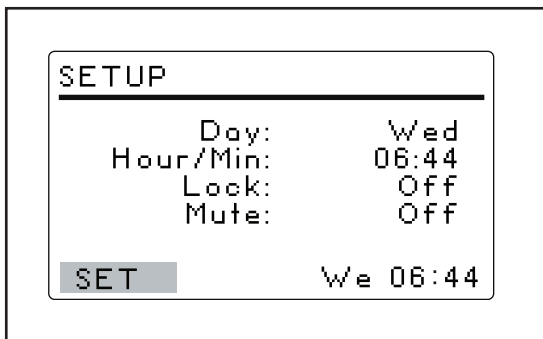 SETUP
Day: Wed
Hour/Min: 06:44
Lock: Off
Mute: Off
SET We 06:44